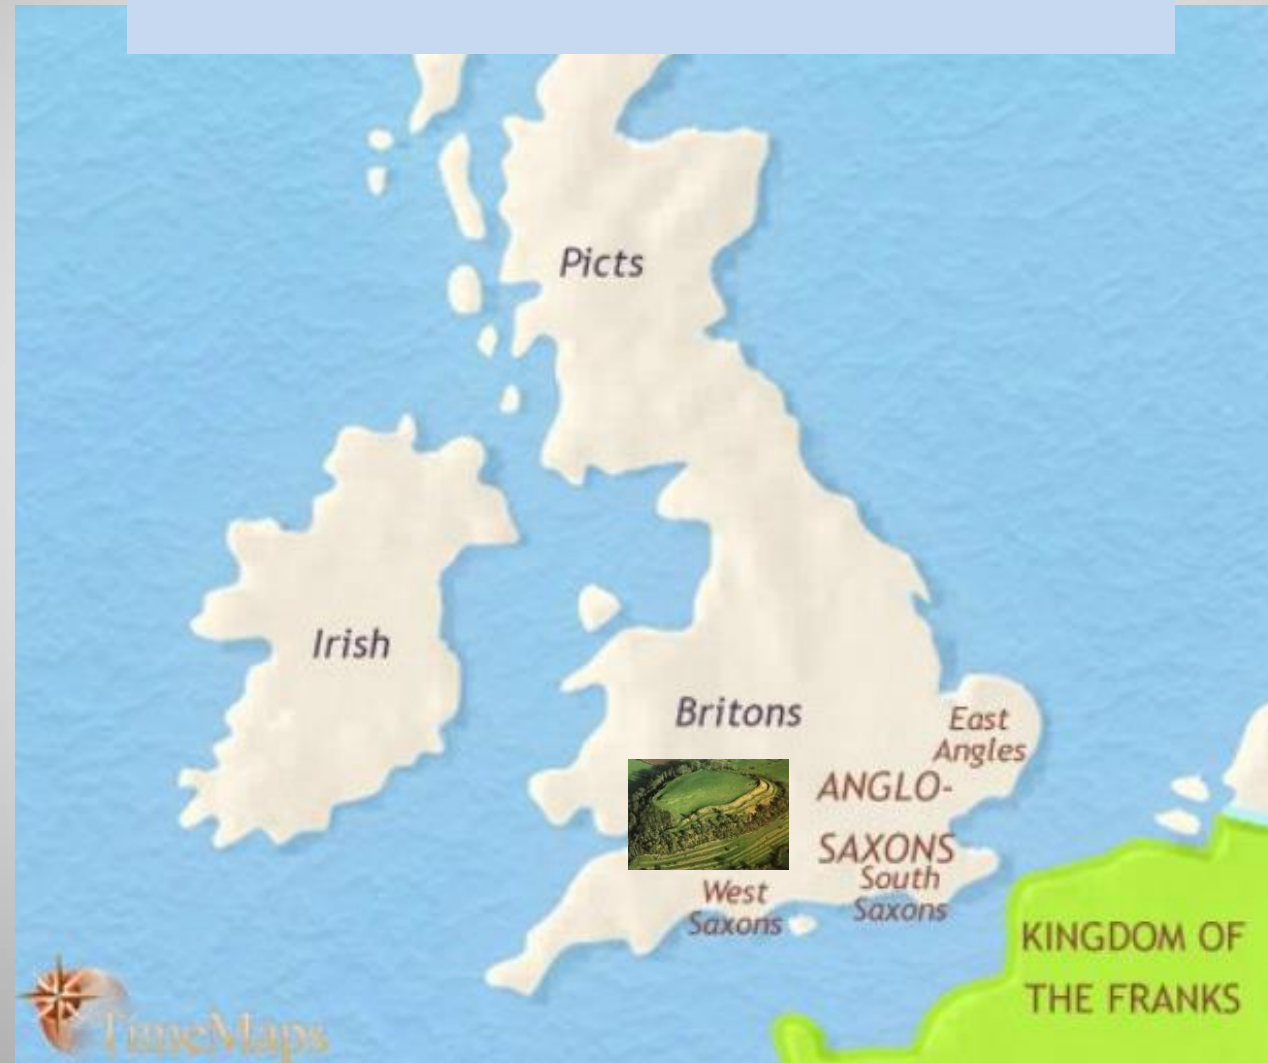 Picts
Irish
Britons
East
Angles
ANGLO-
SAXONS
South
Saxons
West
Saxons
KINGDOM OF
THE FRANKS
TimeMaps